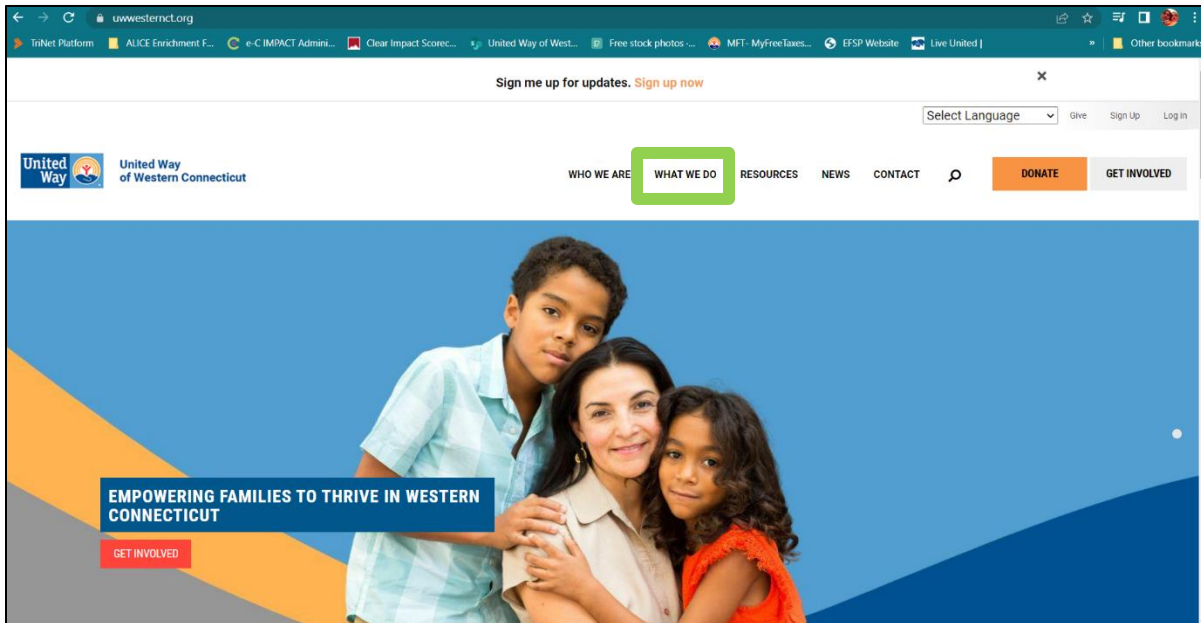 uwwesternct.org
TriNet Platform ALICE Enrichment F... e-C IMPACT Admini... Clear Impact Scorec... United Way of West... Free stock photos -... MFT- MyFreeTaxes... EFSP Website Live United | » Other bookmarks
Sign me up for updates. Sign up now ×
Select Language Give Sign Up Log in
United Way
United Way
of Western Connecticut
WHO WE ARE WHAT WE DO RESOURCES NEWS CONTACT DONATE GET INVOLVED
EMPOWERING FAMILIES TO THRIVE IN WESTERN
CONNECTICUT
GET INVOLVED